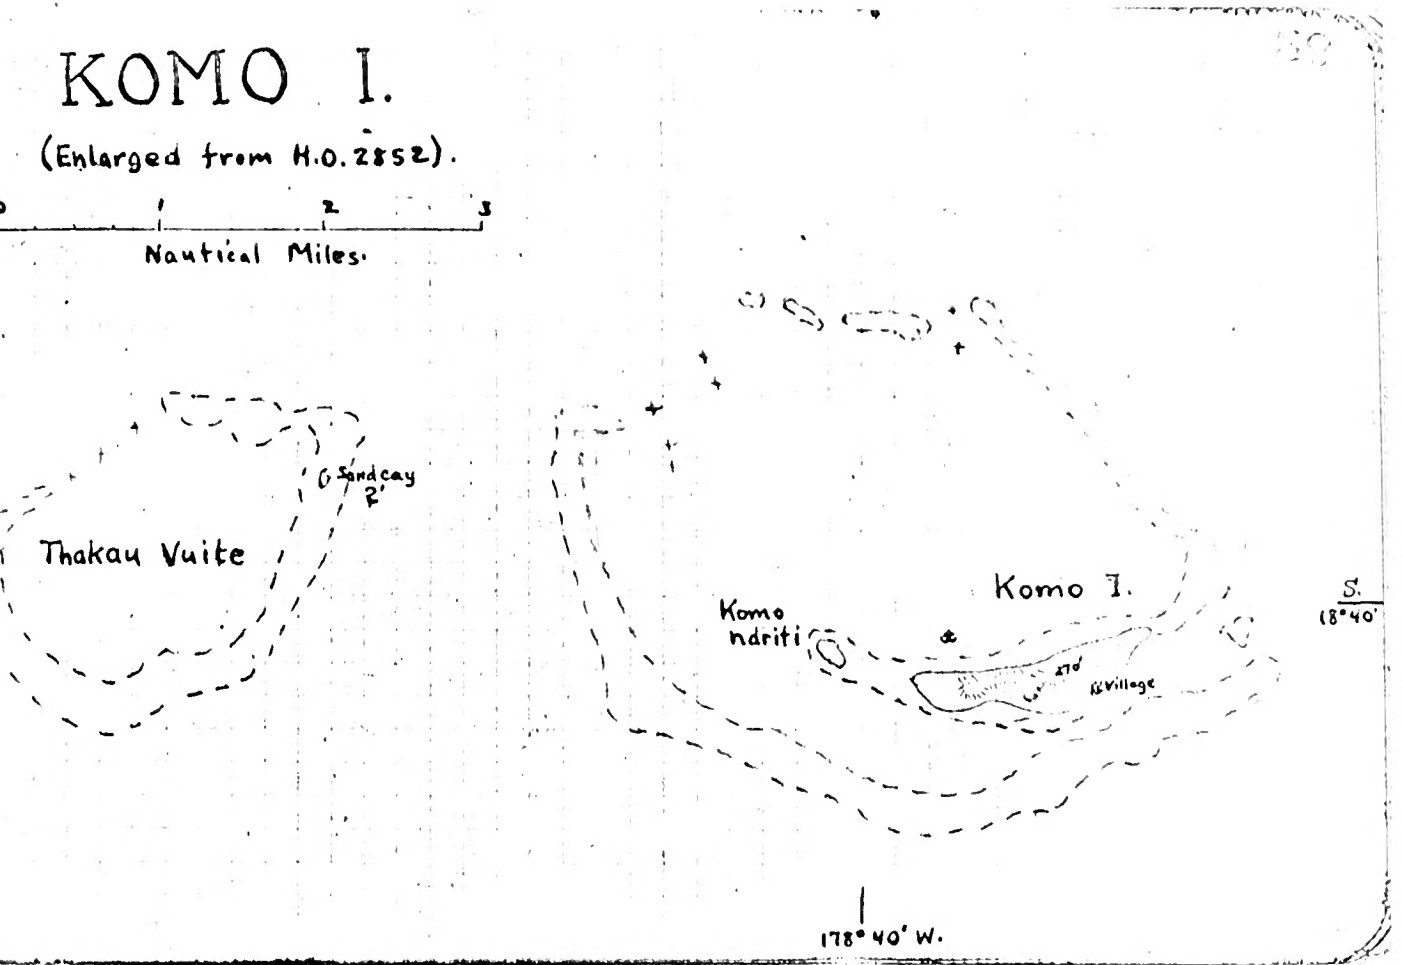 KOMO I.
(Enlarged from H.O. 2852).
0 1 2 3
Nautical Miles.
Sandcay
2'
Thakau Vuite
Komo I.
Komo
ndriti
S.
18°40'
270'
Village
178°40' W.